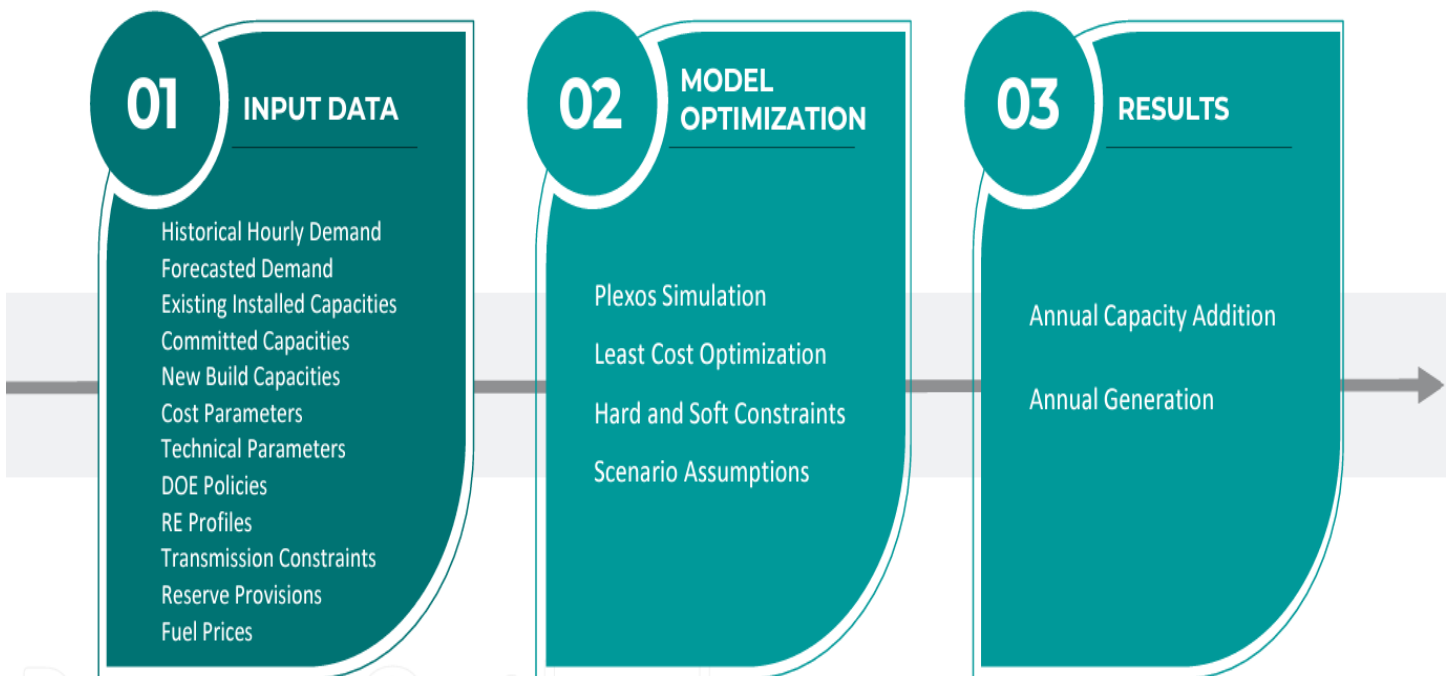 01
INPUT DATA
Historical Hourly Demand
Forecasted Demand
Existing Installed Capacities
Committed Capacities
New Build Capacities
Cost Parameters
Technical Parameters
DOE Policies
RE Profiles
Transmission Constraints
Reserve Provisions
Fuel Prices
02
MODEL
OPTIMIZATION
Plexos Simulation
Least Cost Optimization
Hard and Soft Constraints
Scenario Assumptions
03
RESULTS
Annual Capacity Addition
Annual Generation